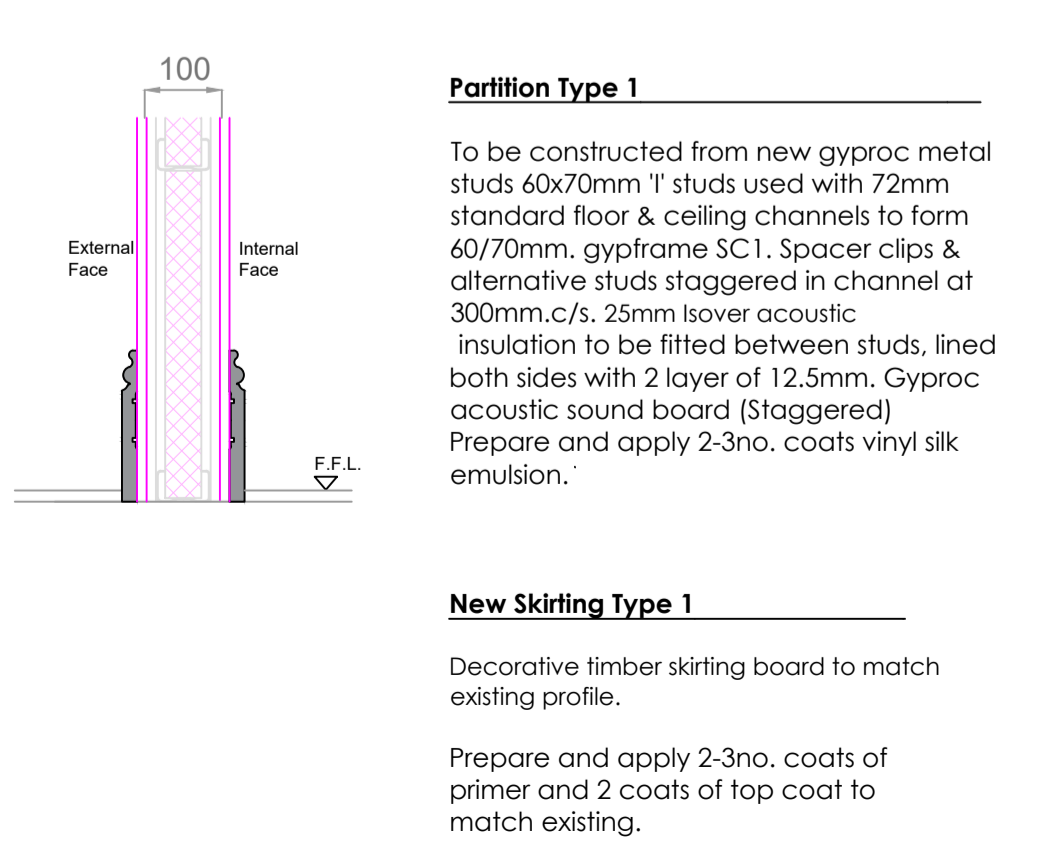 100
External
Face
Internal
Face
F.F.L.
Partition Type 1
To be constructed from new gyproc metal
studs 60x70mm 'I' studs used with 72mm
standard floor & ceiling channels to form
60/70mm. gypframe SC1. Spacer clips &
alternative studs staggered in channel at
300mm.c/s. 25mm Isover acoustic
insulation to be fitted between studs, lined
both sides with 2 layer of 12.5mm. Gyproc
acoustic sound board (Staggered)
Prepare and apply 2-3no. coats vinyl silk
emulsion.
New Skirting Type 1
Decorative timber skirting board to match
existing profile.
Prepare and apply 2-3no. coats of
primer and 2 coats of top coat to
match existing.